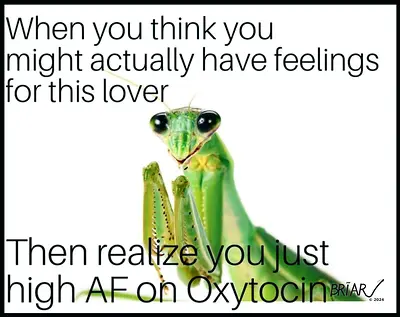 When you think you
might actually have feelings
for this lover
Then realize you just
high AF on Oxytocin
BRIAR
© 2024